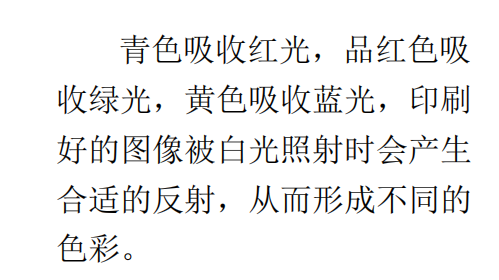 青色吸收红光，品红色吸
收绿光，黄色吸收蓝光，印刷
好的图像被白光照射时会产生
合适的反射，从而形成不同的
色彩。